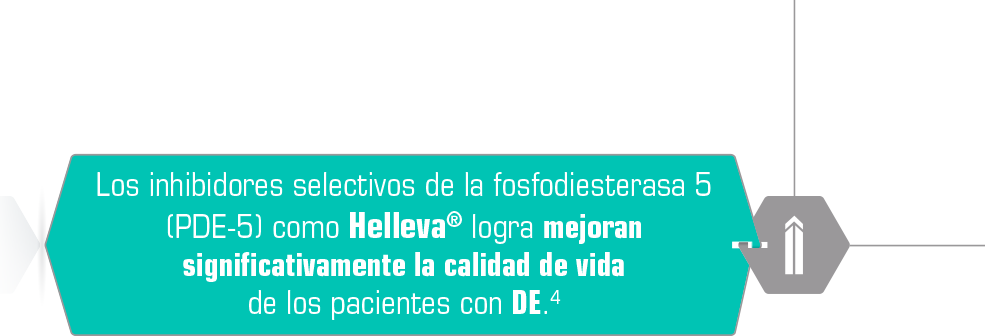 Los inhibidores selectivos de la fosfodiesterasa 5
(PDE-5) como Helleva® logra mejoran
significativamente la calidad de vida
de los pacientes con DE.⁴